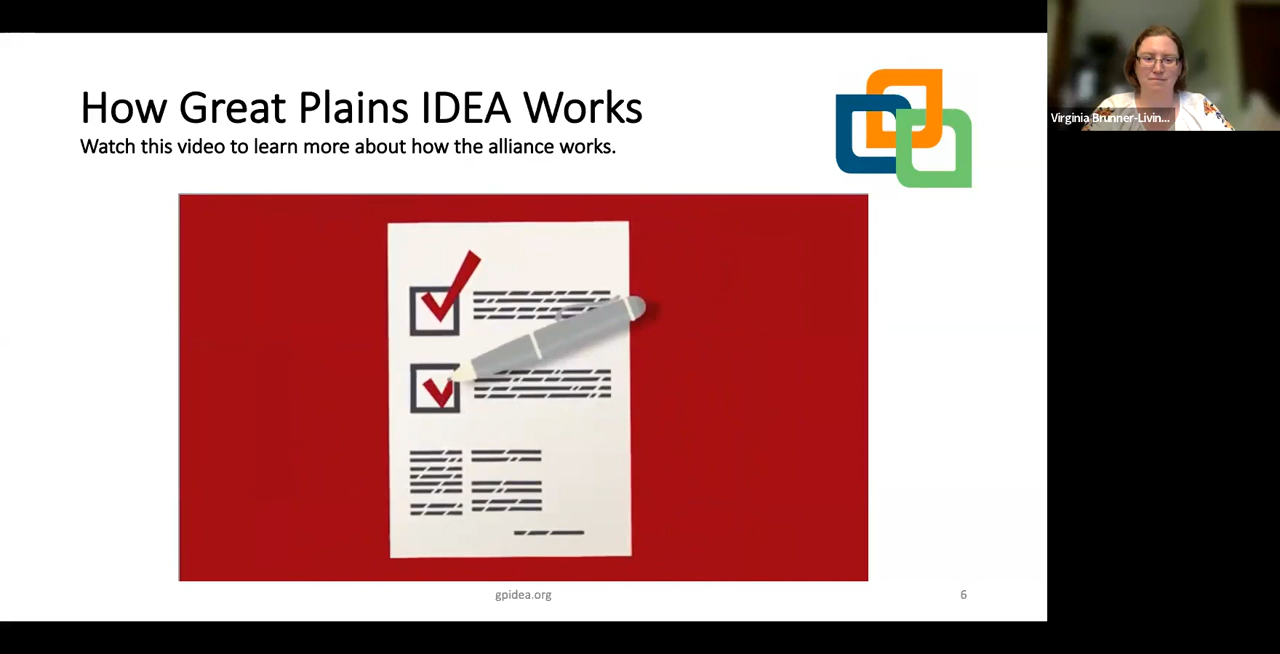 How Great Plains IDEA Works
Watch this video to learn more about how the alliance works.
Virginia Brunner-Livin...
gpidea.org
6